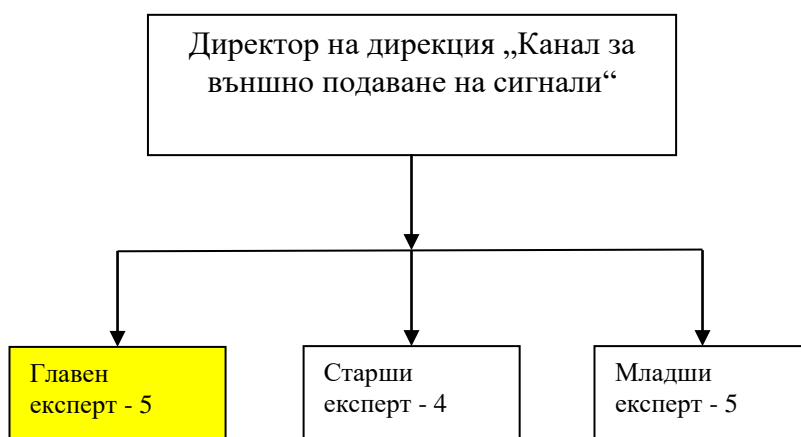 Директор на дирекция „Канал за
външно подаване на сигнали“
Главен
експерт - 5
Старши
експерт - 4
Младши
експерт - 5